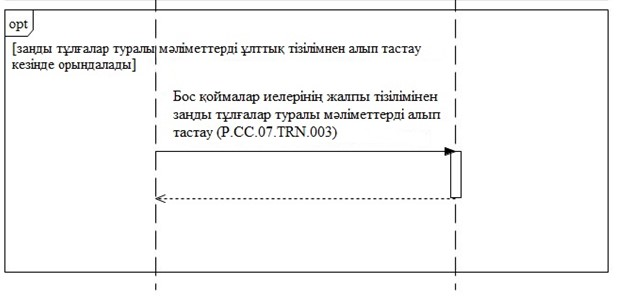 opt
[заңды тұлғалар туралы мәліметтерді ұлттық тізілімнен алып тастау
кезінде орындалады]
Бос қоймалар иелерінің жалпы тізілімінен
заңды тұлғалар туралы мәліметтерді алып
тастау (P.CC.07.TRN.003)